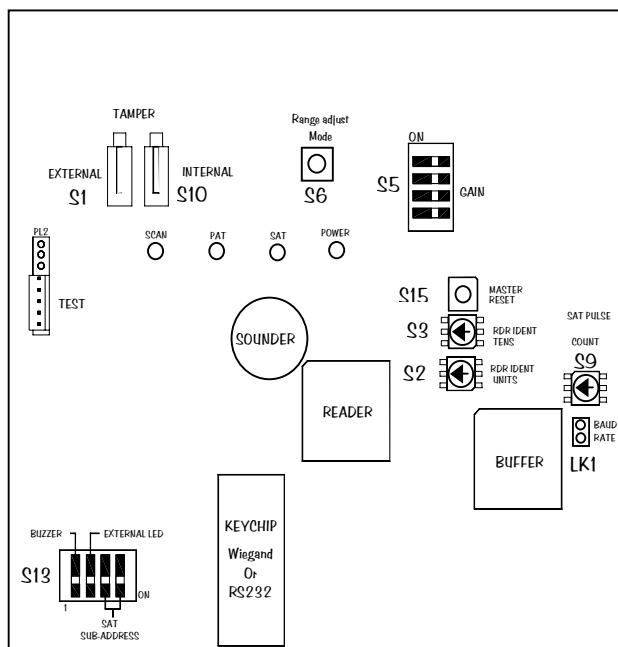 TAMPER
EXTERNAL
S1
INTERNAL
S10
Range adjust
Mode
S6
ON
S5
GAIN
PL2
TEST
SCAN
PAT
SAT
POWER
S15
MASTER
RESET
S3
RDR IDENT
TENS
S2
RDR IDENT
UNITS
SAT PULSE
COUNT
S9
BAUD
RATE
LK1
SOUNDER
READER
BUFFER
KEYCHIP
Wiegand
Or
RS232
BUZZER
EXTERNAL LED
S13
ON
1
SAT
SUB-ADDRESS